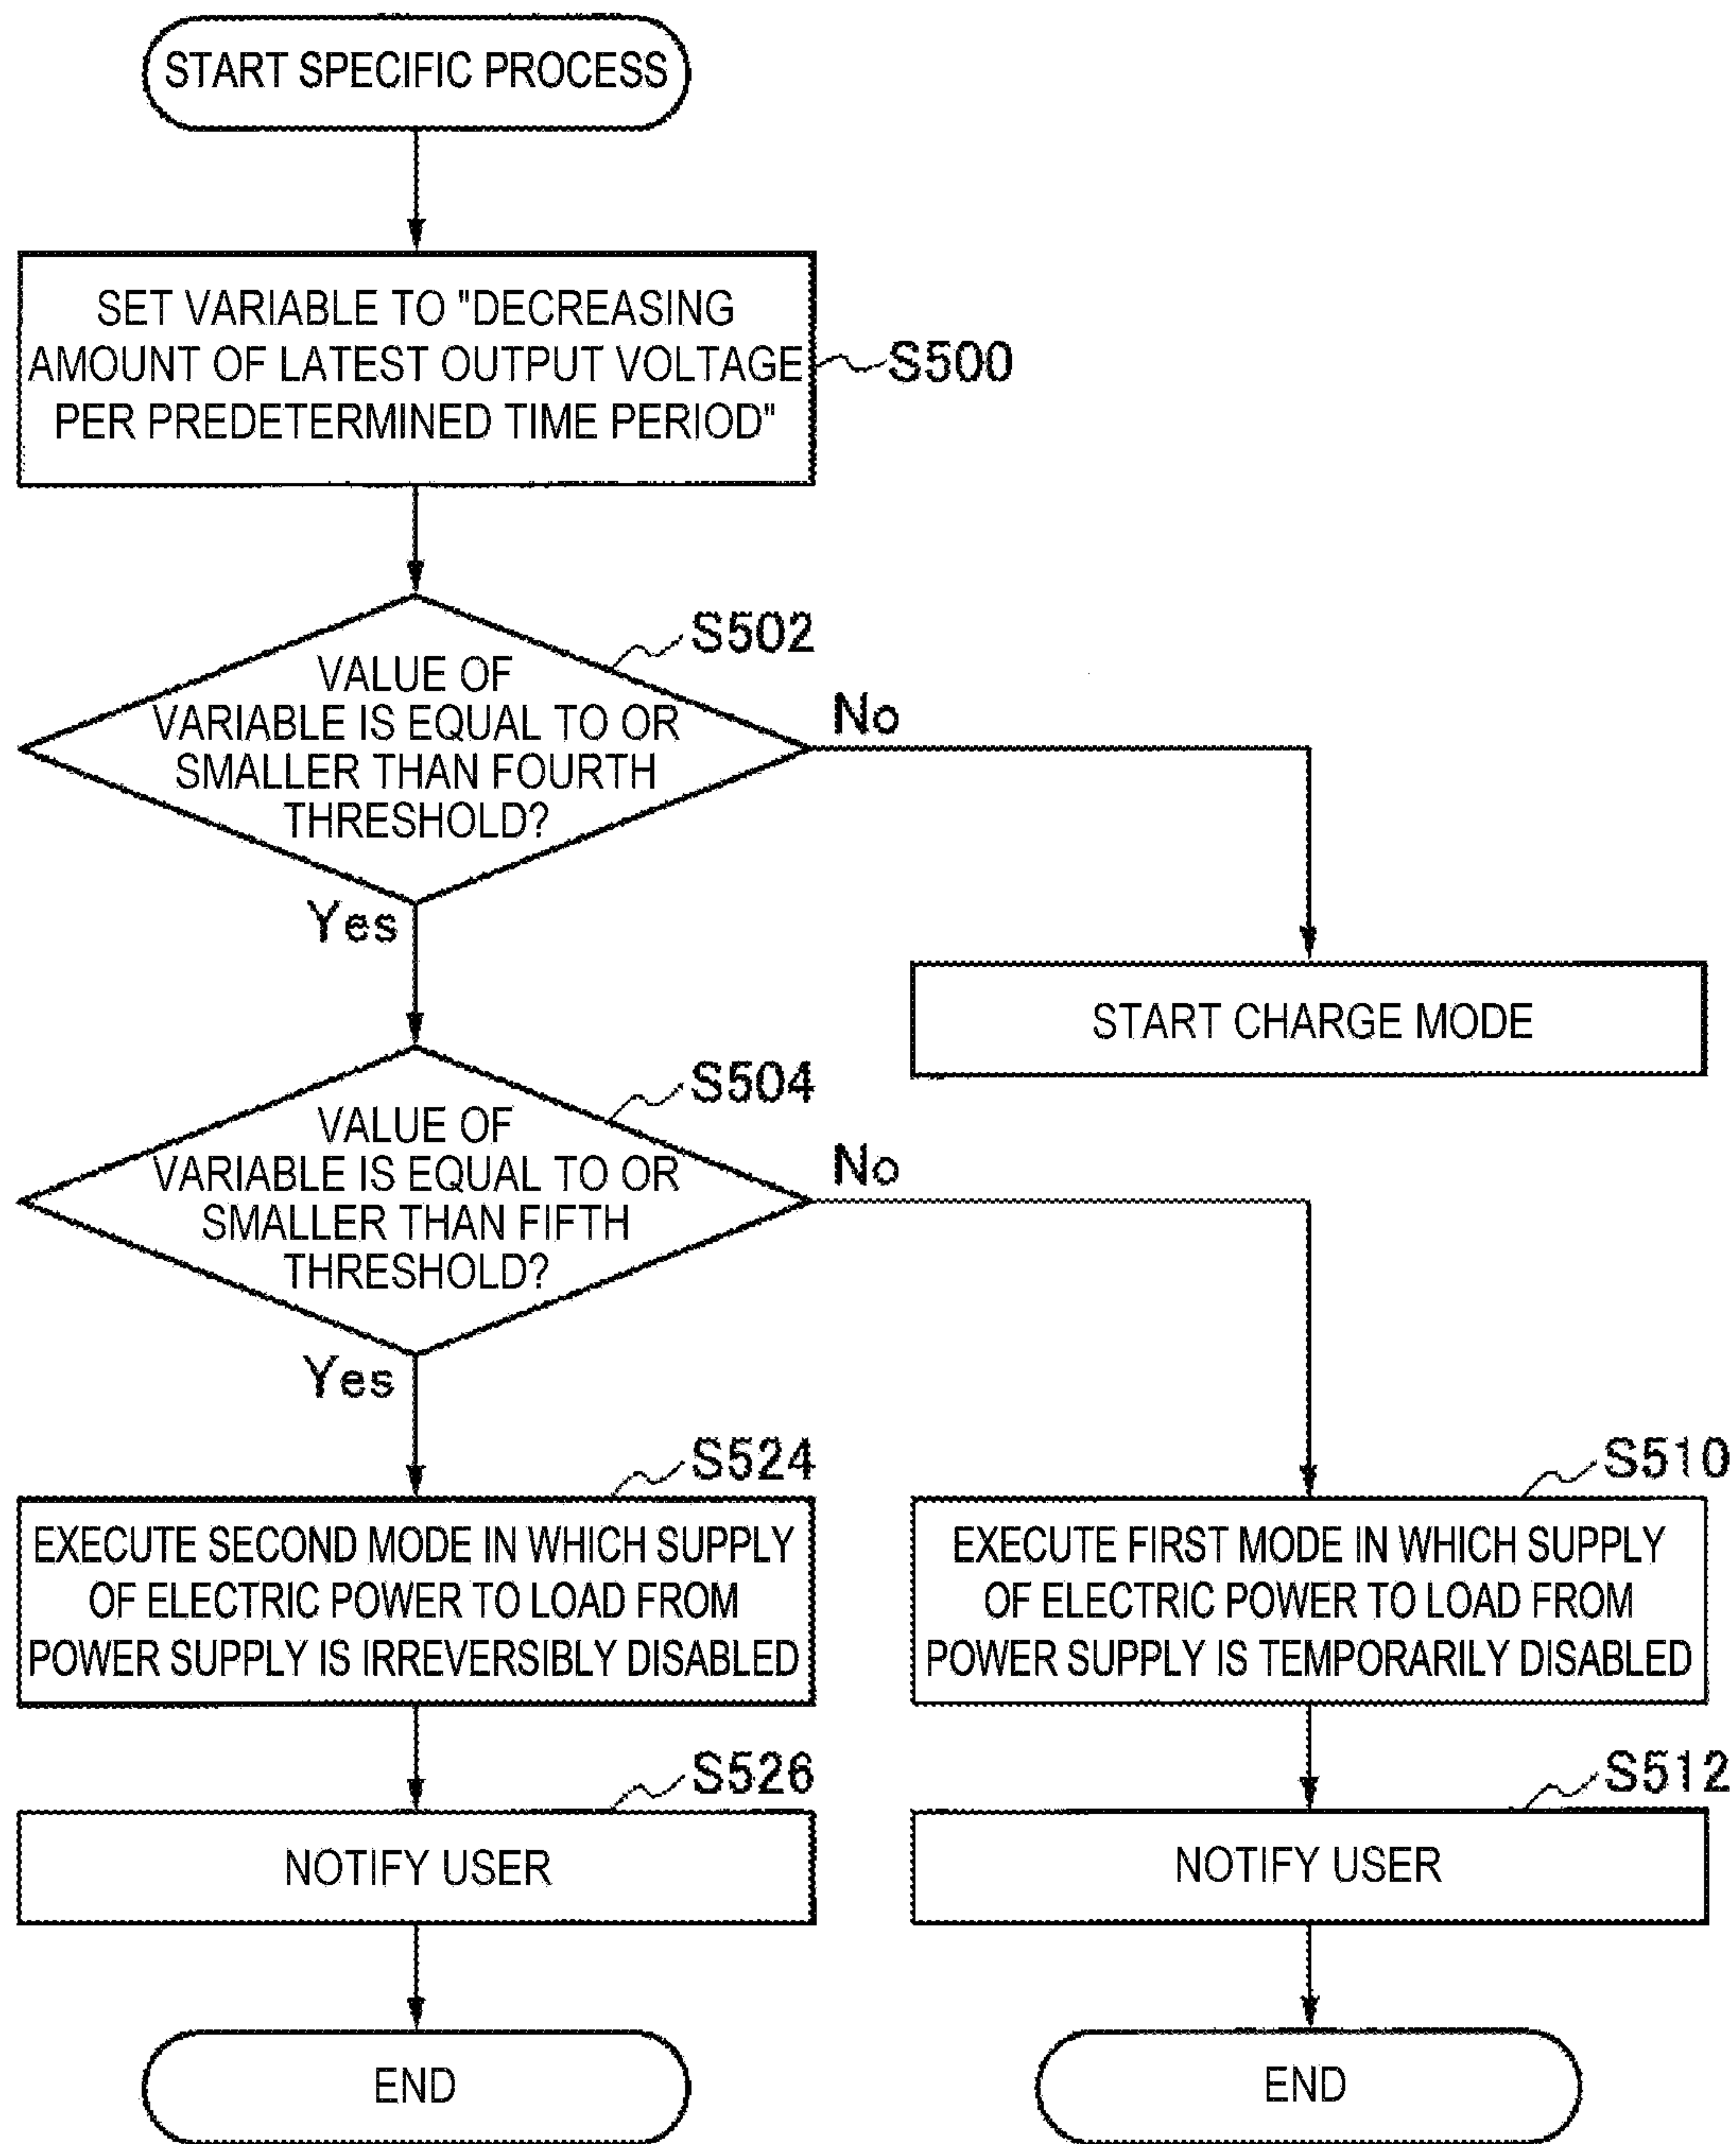 START SPECIFIC PROCESS
SET VARIABLE TO "DECREASING
AMOUNT OF LATEST OUTPUT VOLTAGE
PER PREDETERMINED TIME PERIOD"
S500
S502
VALUE OF
VARIABLE IS EQUAL TO OR
SMALLER THAN FOURTH
THRESHOLD?
No
Yes
START CHARGE MODE
S504
VALUE OF
VARIABLE IS EQUAL TO OR
SMALLER THAN FIFTH
THRESHOLD?
No
Yes
S524
EXECUTE SECOND MODE IN WHICH SUPPLY
OF ELECTRIC POWER TO LOAD FROM
POWER SUPPLY IS IRREVERSIBLY DISABLED
S510
EXECUTE FIRST MODE IN WHICH SUPPLY
OF ELECTRIC POWER TO LOAD FROM
POWER SUPPLY IS TEMPORARILY DISABLED
S526
NOTIFY USER
S512
NOTIFY USER
END
END